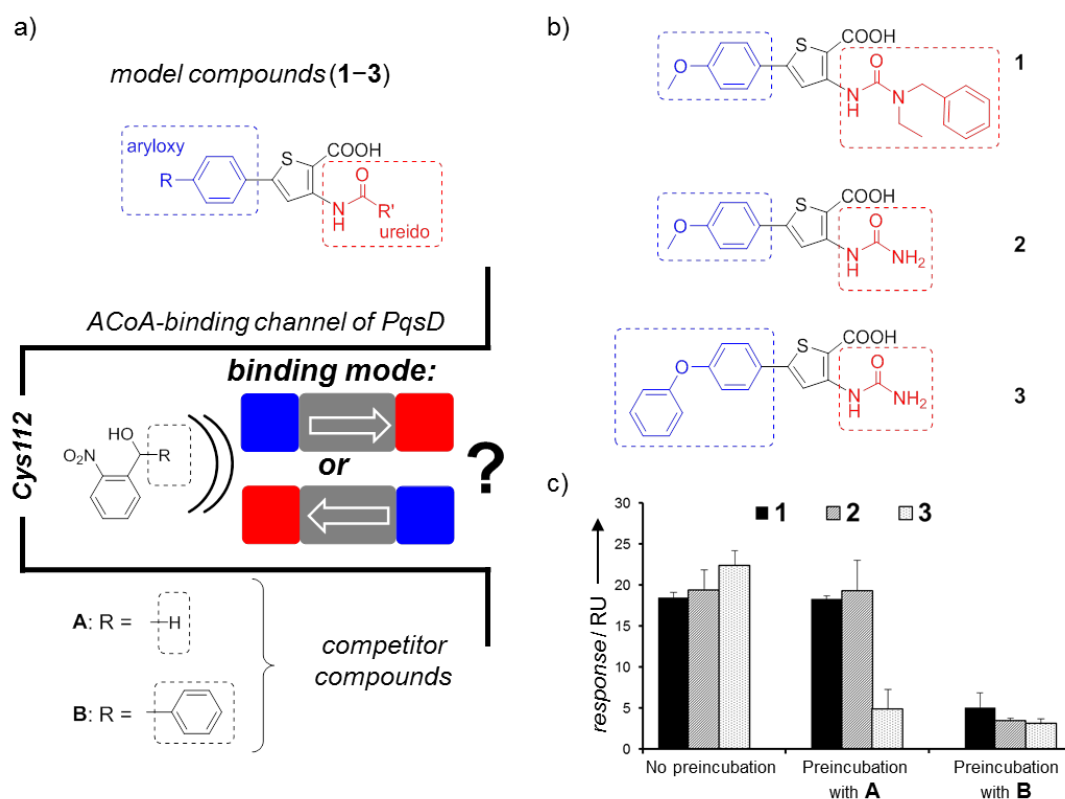 a)
model compounds (1–3)
aryloxy
R
S
COOH
O
N
H
R'
ureido
ACoA-binding channel of PqsD
Cys112
binding mode:
HO
R
O₂N
or
?
A: R = H
B: R =
competitor
compounds
b)
O
S
COOH
O
N
H
N
1
O
S
COOH
O
N
H
NH₂
2
O
S
COOH
O
N
H
NH₂
3
c)
response / RU
30
25
20
15
10
5
0
1 2 3
No preincubation
Preincubation
with A
Preincubation
with B